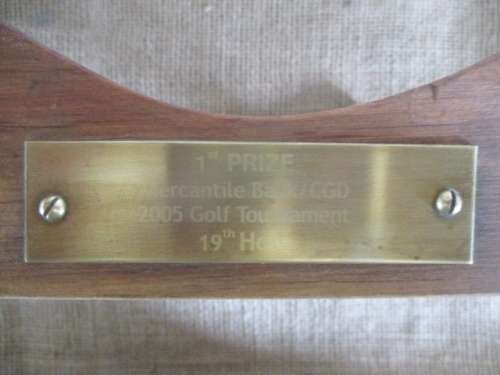 1st PRIZE
Mercantile Bank/CGD
2005 Golf Tournament
19th Hole